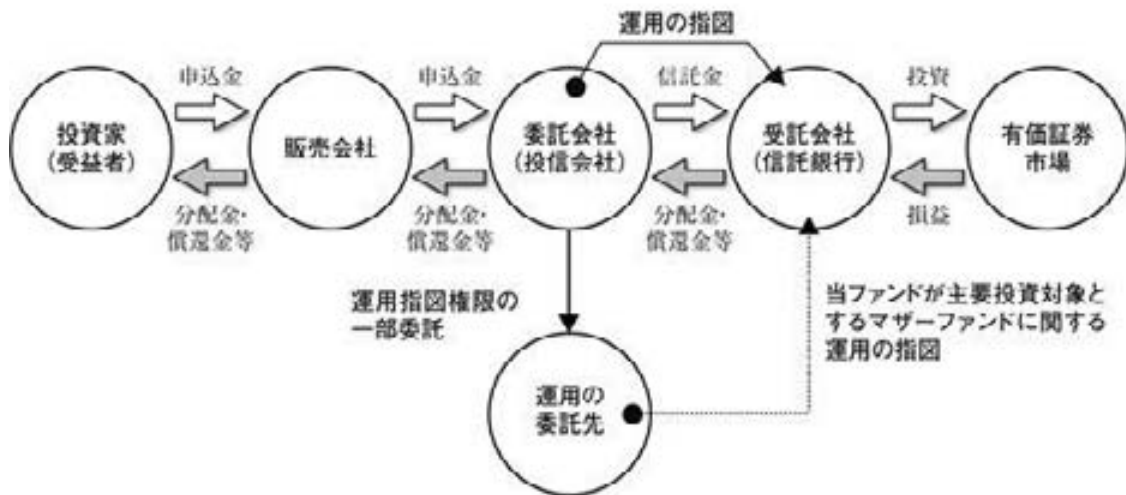 運用の指図
申込金
申込金
信託金
投資
投資家
(受益者)
販売会社
委託会社
(投信会社)
受託会社
(信託銀行)
有価証券
市場
分配金・
償還金等
分配金・
償還金等
分配金・
償還金等
損益
運用指図権限の
一部委託
当ファンドが主要投資対象と
するマザーファンドに関する
運用の指図
運用の
委託先